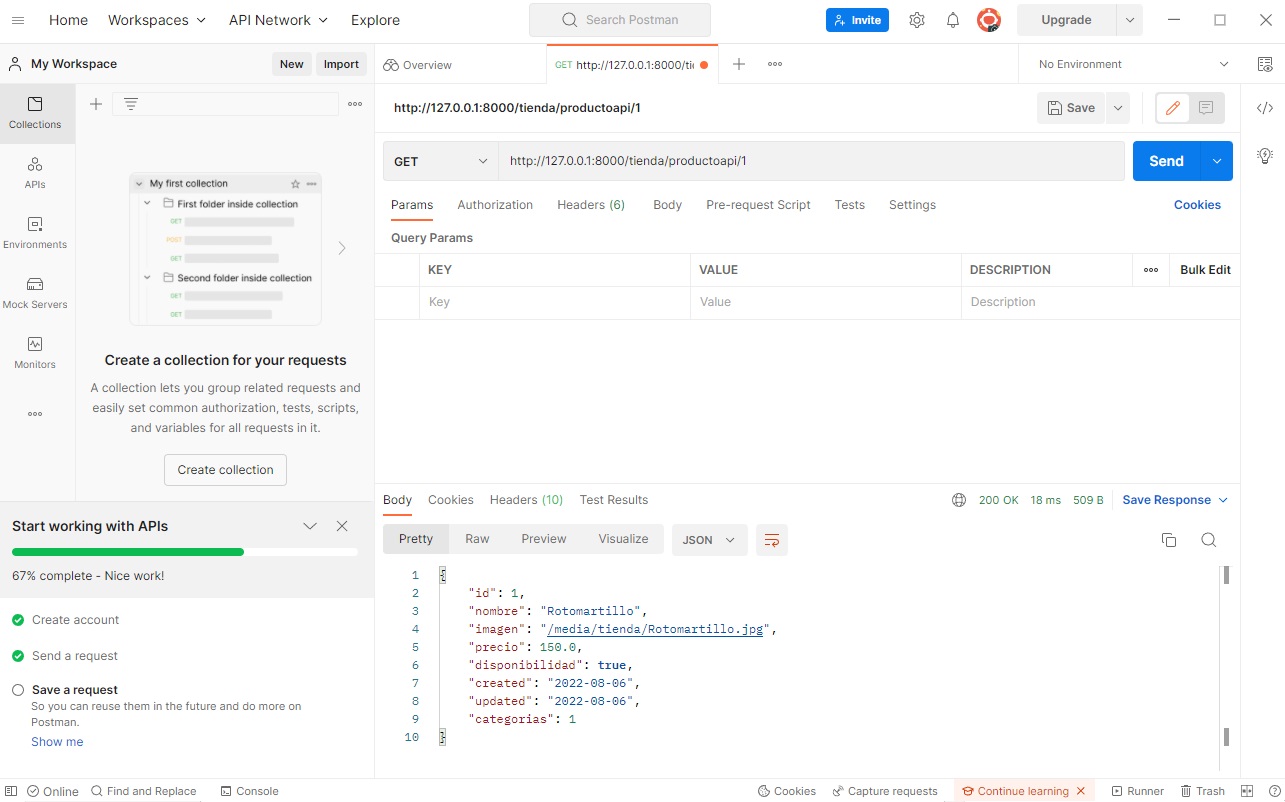 Home Workspaces API Network Explore Search Postman Invite Upgrade
My Workspace New Import Overview GET http://127.0.0.1:8000/ti No Environment
Collections
APIs
Environments
Mock Servers
Monitors
My first collection
First folder inside collection
GET
POST
GET
Second folder inside collection
GET
GET
Create a collection for your requests
A collection lets you group related requests and
easily set common authorization, tests, scripts,
and variables for all requests in it.
Create collection
Start working with APIs
67% complete - Nice work!
Create account
Send a request
Save a request
So you can reuse them in the future and do more on
Postman.
Show me
http://127.0.0.1:8000/tienda/productoapi/1 Save
GET http://127.0.0.1:8000/tienda/productoapi/1 Send
Params Authorization Headers (6) Body Pre-request Script Tests Settings Cookies
Query Params
KEY VALUE DESCRIPTION Bulk Edit
Key Value Description
Body Cookies Headers (10) Test Results 200 OK 18 ms 509 B Save Response
Pretty Raw Preview Visualize JSON
1 {
2 "id": 1,
3 "nombre": "Rotomartillo",
4 "imagen": "/media/tienda/Rotomartillo.jpg",
5 "precio": 150.0,
6 "disponibilidad": true,
7 "created": "2022-08-06",
8 "updated": "2022-08-06",
9 "categorias": 1
10 }
Online Find and Replace Console Cookies Capture requests Continue learning Runner Trash